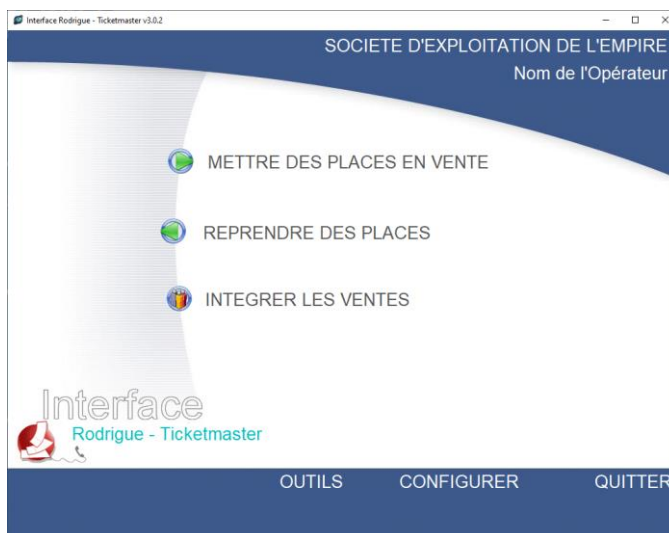 Interface Rodrigue - Ticketmaster v3.0.2
SOCIETE D'EXPLOITATION DE L'EMPIRE
Nom de l'Opérateur
METTRE DES PLACES EN VENTE
REPRENDRE DES PLACES
INTEGRER LES VENTES
Interface
Rodrigue - Ticketmaster
OUTILS CONFIGURER QUITTER